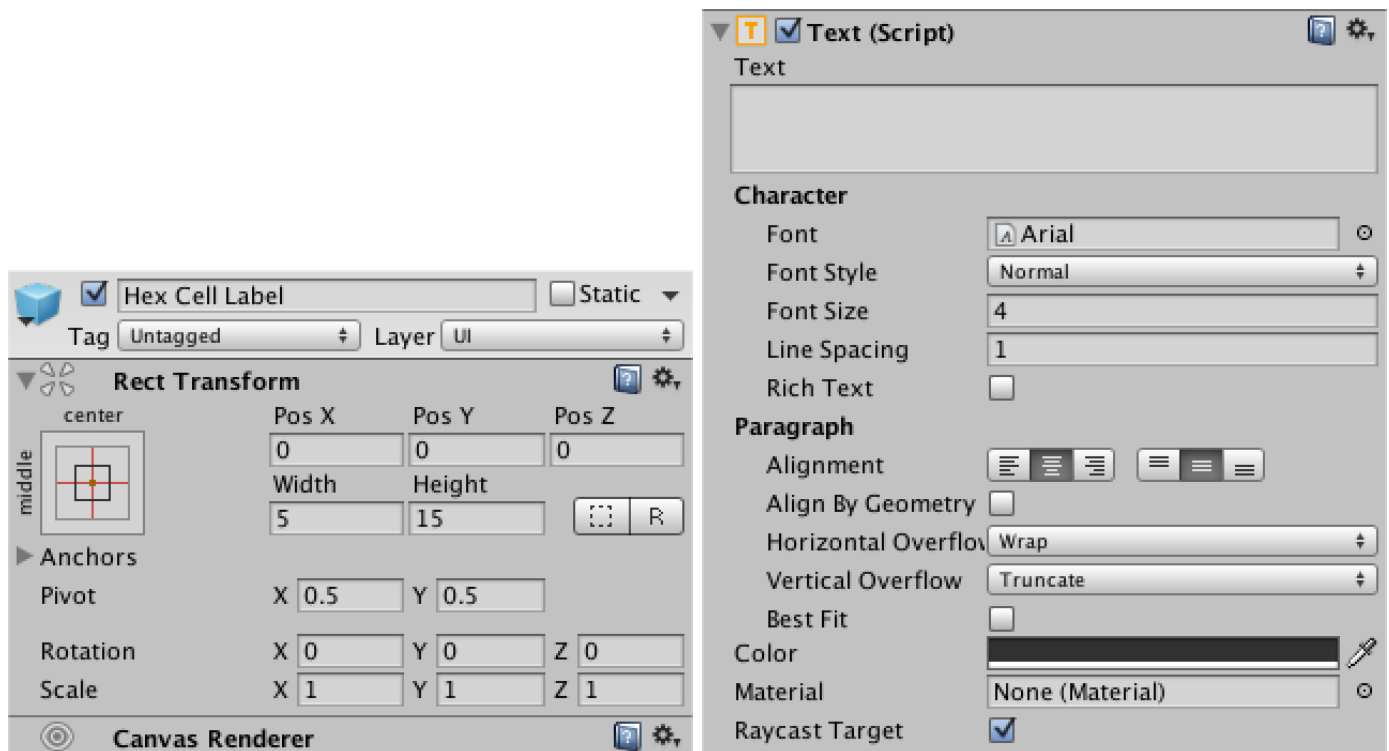 Hex Cell Label
Static
Tag Untagged Layer UI
Rect Transform
center
middle
Pos X Pos Y Pos Z
0 0 0
Width Height
5 15
R
Anchors
Pivot X 0.5 Y 0.5
Rotation X 0 Y 0 Z 0
Scale X 1 Y 1 Z 1
Canvas Renderer
T Text (Script)
Text
Character
Font Arial
Font Style Normal
Font Size 4
Line Spacing 1
Rich Text
Paragraph
Alignment
Align By Geometry
Horizontal Overflow Wrap
Vertical Overflow Truncate
Best Fit
Color
Material None (Material)
Raycast Target